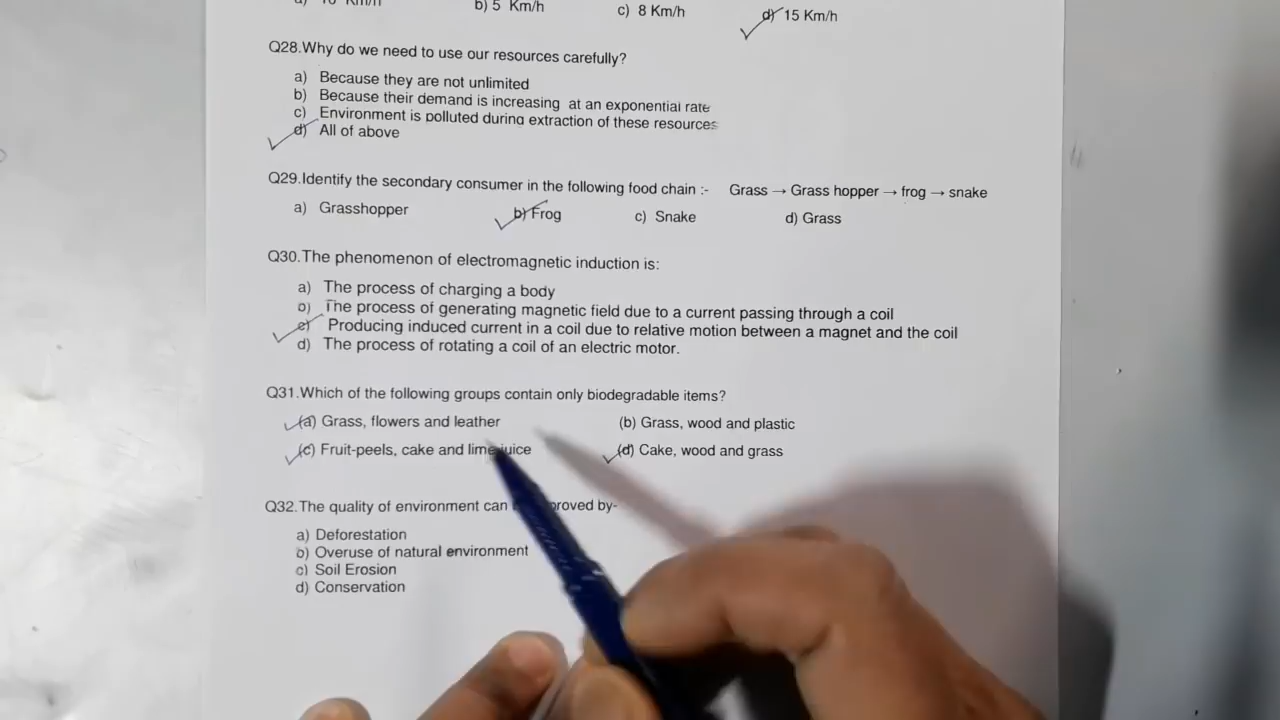 b) 5 Km/h c) 8 Km/h d) 15 Km/h
Q28.Why do we need to use our resources carefully?
a) Because they are not unlimited
b) Because their demand is increasing at an exponential rate
c) Environment is polluted during extraction of these resources
d) All of above
Q29.Identify the secondary consumer in the following food chain :- Grass → Grass hopper → frog → snake
a) Grasshopper b) Frog c) Snake d) Grass
Q30.The phenomenon of electromagnetic induction is:
a) The process of charging a body
b) The process of generating magnetic field due to a current passing through a coil
c) Producing induced current in a coil due to relative motion between a magnet and the coil
d) The process of rotating a coil of an electric motor.
Q31.Which of the following groups contain only biodegradable items?
(a) Grass, flowers and leather (b) Grass, wood and plastic
(c) Fruit-peels, cake and lime juice (d) Cake, wood and grass
Q32.The quality of environment can proved by-
a) Deforestation
b) Overuse of natural environment
c) Soil Erosion
d) Conservation